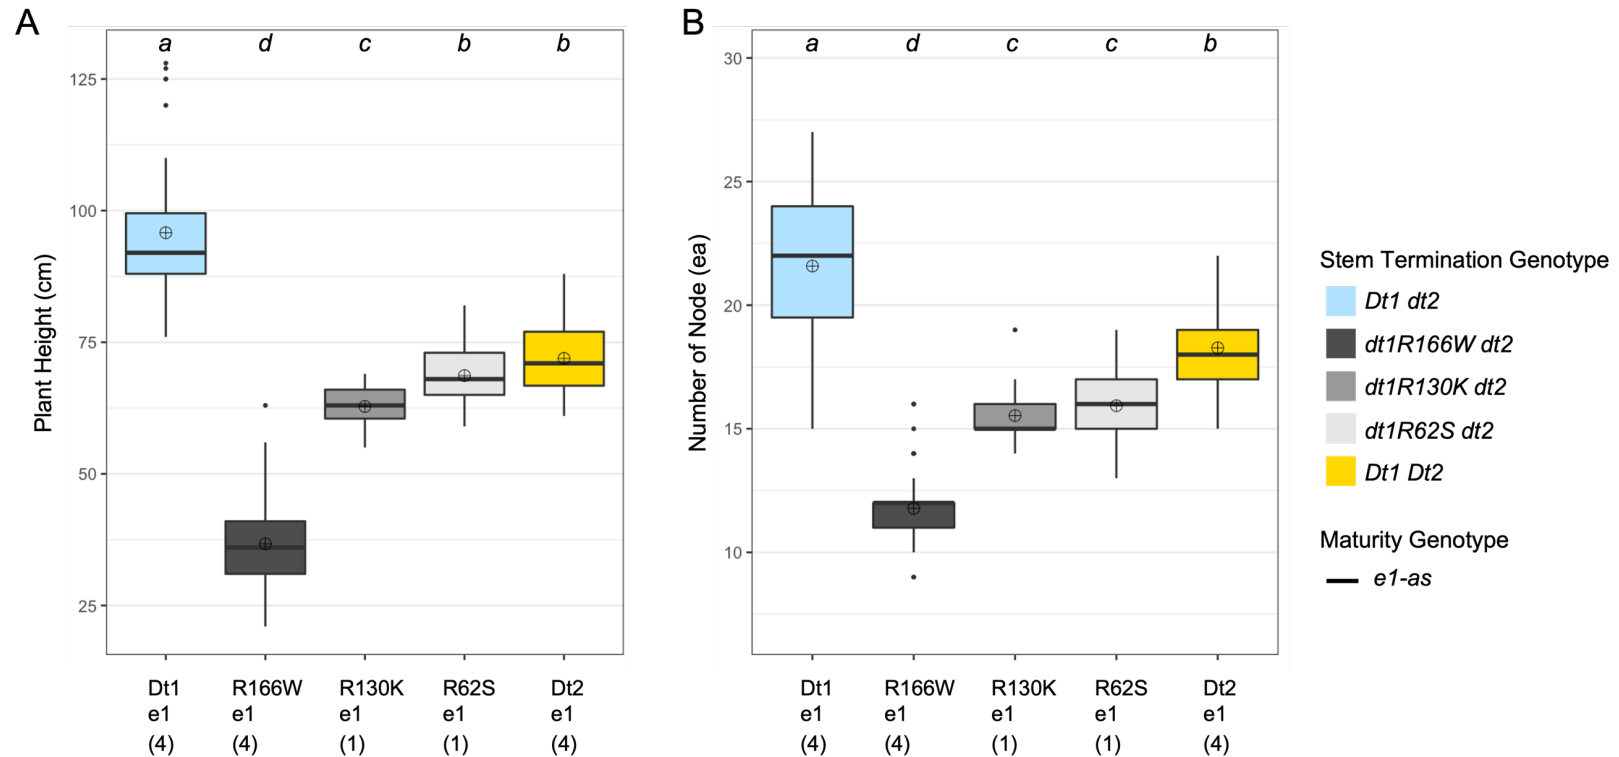 A
a d c b b
125
100
75
50
25
Plant Height (cm)
Dt1 R166W R130K R62S Dt2
e1 e1 e1 e1 e1
(4) (4) (1) (1) (4)
B
a d c c b
30
25
20
15
10
Number of Node (ea)
Dt1 R166W R130K R62S Dt2
e1 e1 e1 e1 e1
(4) (4) (1) (1) (4)
Stem Termination Genotype
Dt1 dt2
dt1R166W dt2
dt1R130K dt2
dt1R62S dt2
Dt1 Dt2
Maturity Genotype
e1-as